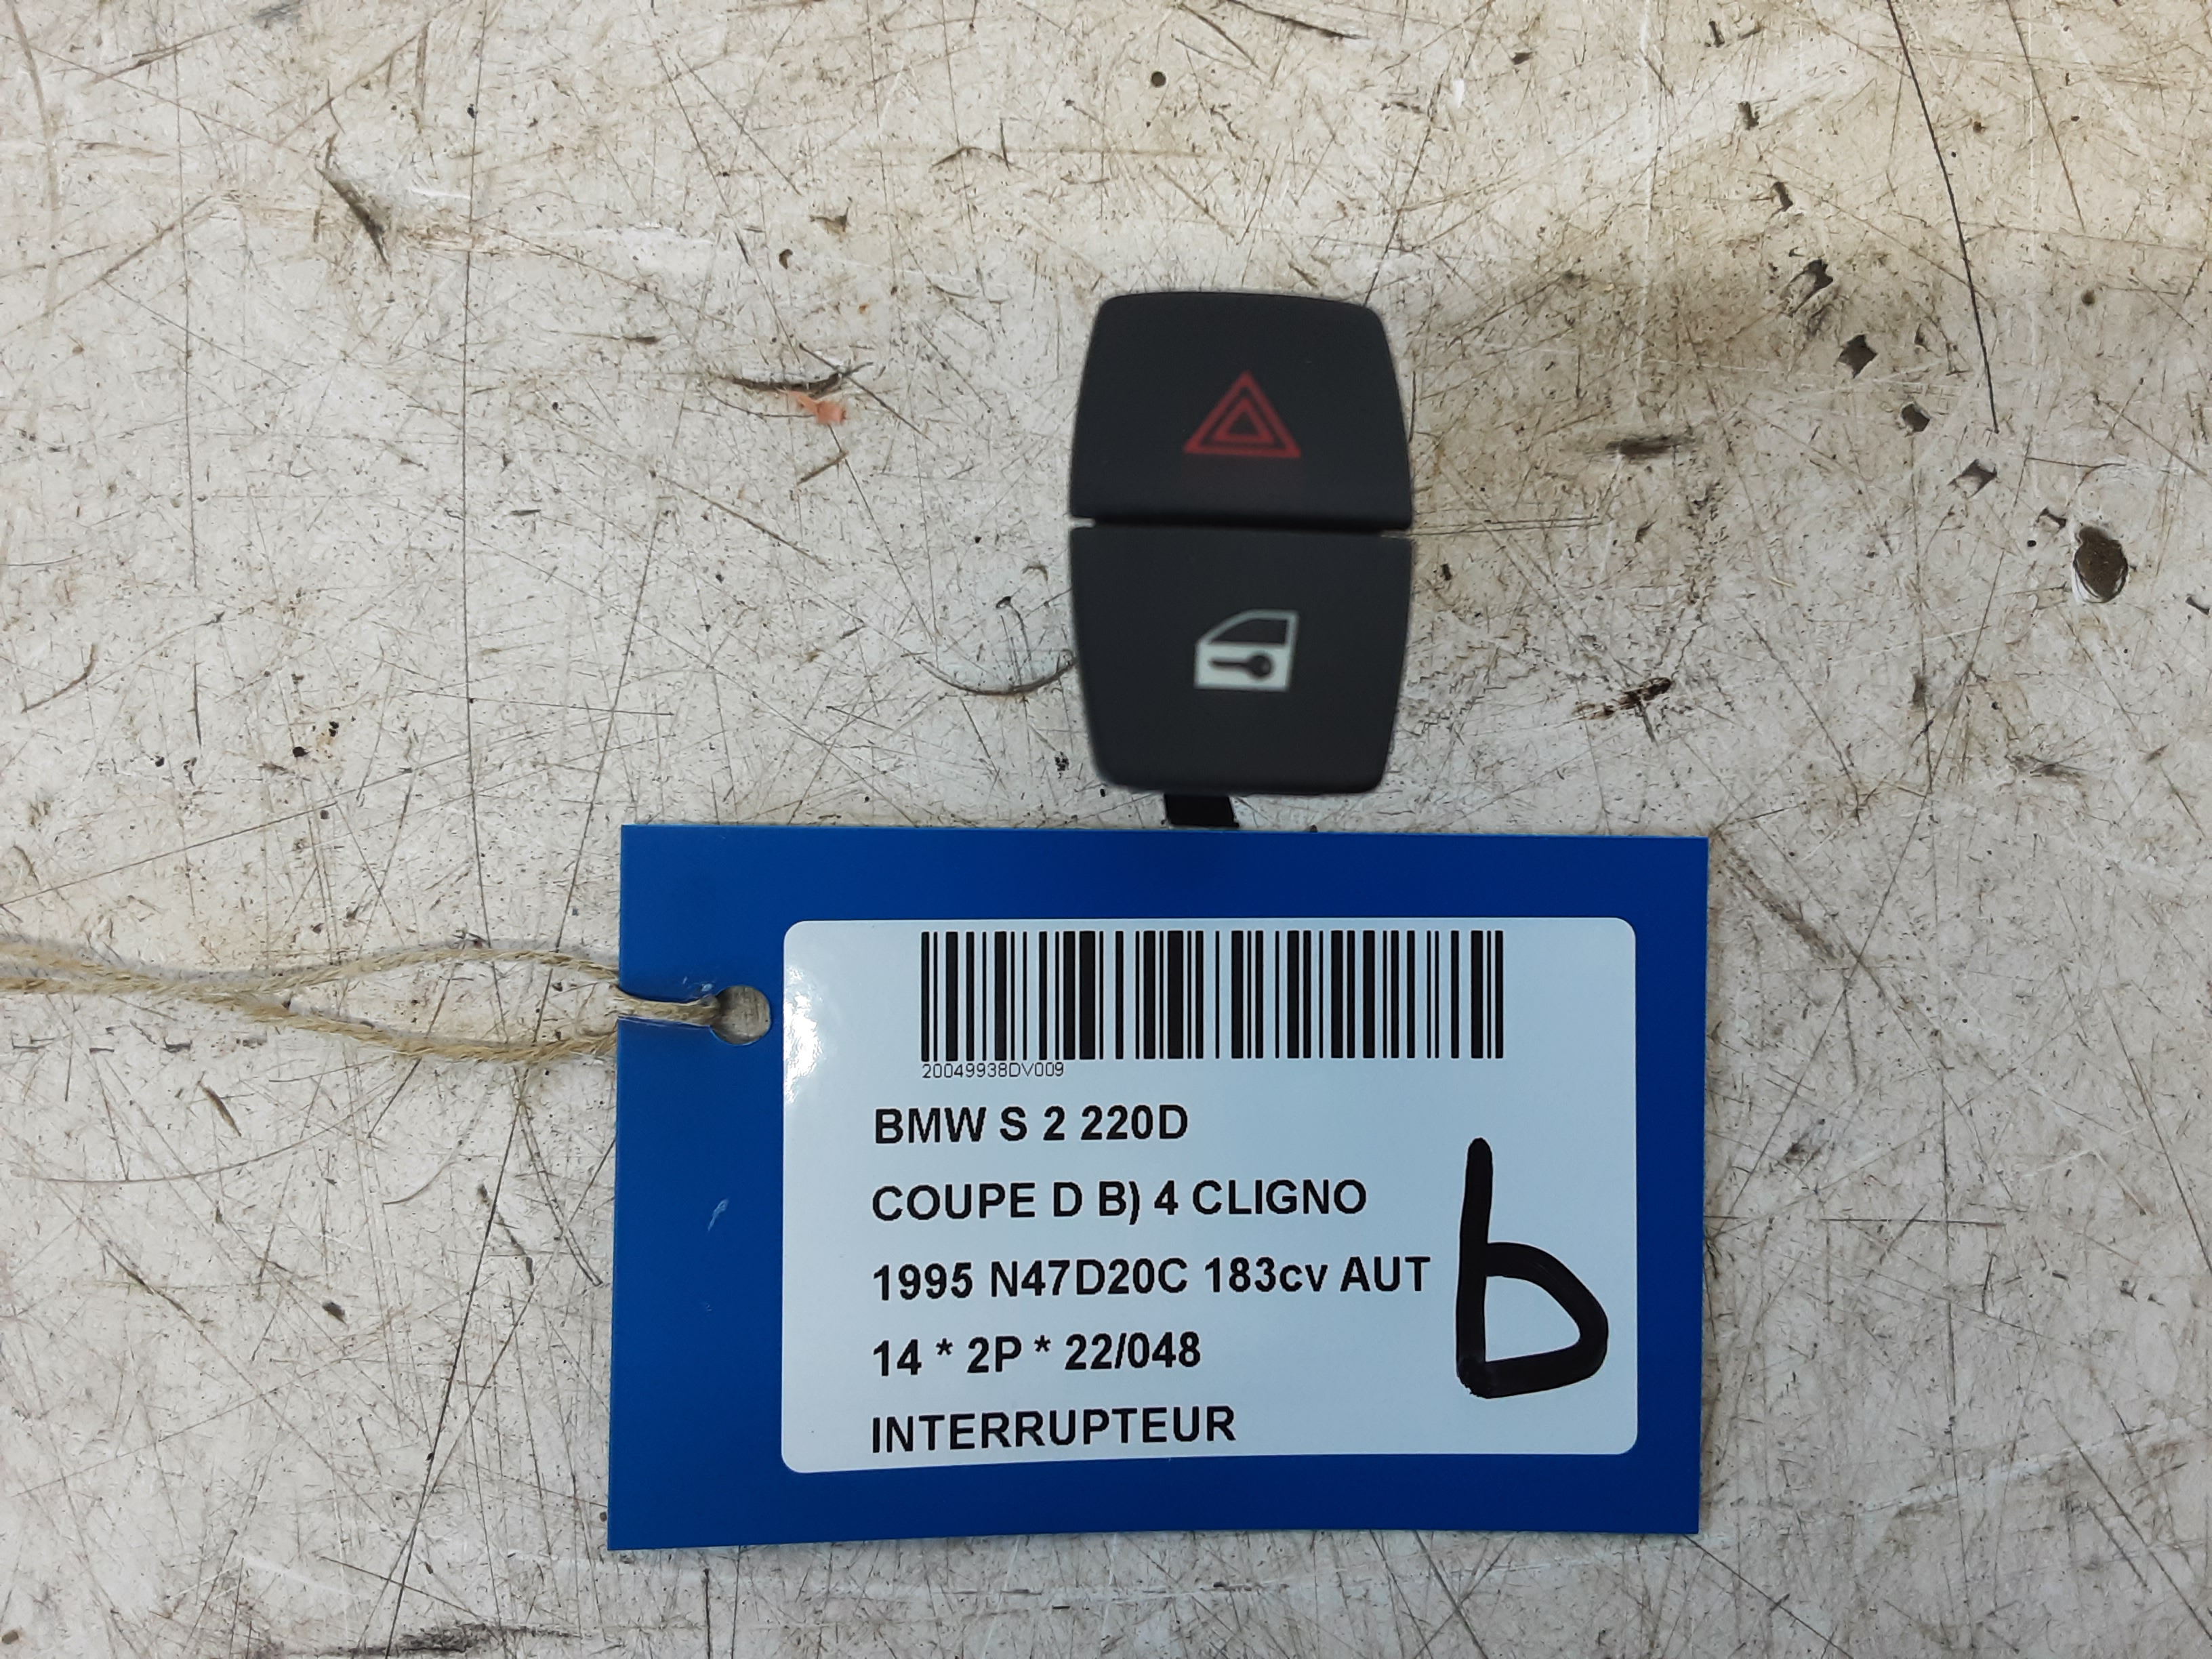 20049938DV009
BMW S 2 220D
COUPE D B) 4 CLIGNO
1995 N47D20C 183cv AUT
14 * 2P * 22/048
INTERRUPTEUR
b